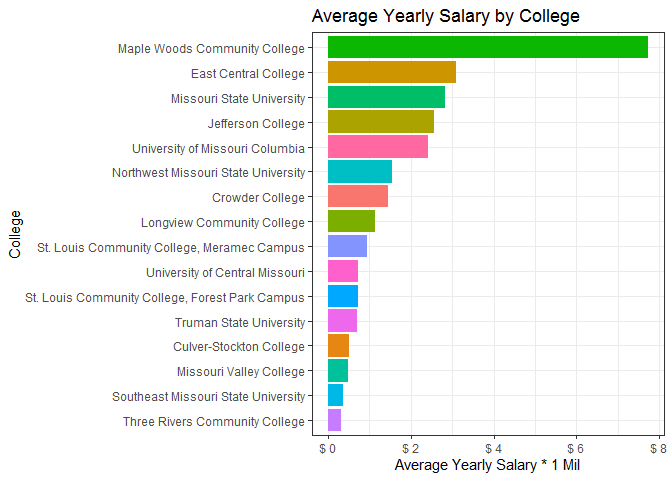 Average Yearly Salary by College
College
Maple Woods Community College
East Central College
Missouri State University
Jefferson College
University of Missouri Columbia
Northwest Missouri State University
Crowder College
Longview Community College
St. Louis Community College, Meramec Campus
University of Central Missouri
St. Louis Community College, Forest Park Campus
Truman State University
Culver-Stockton College
Missouri Valley College
Southeast Missouri State University
Three Rivers Community College
$ 0 $ 2 $ 4 $ 6 $ 8
Average Yearly Salary * 1 Mil